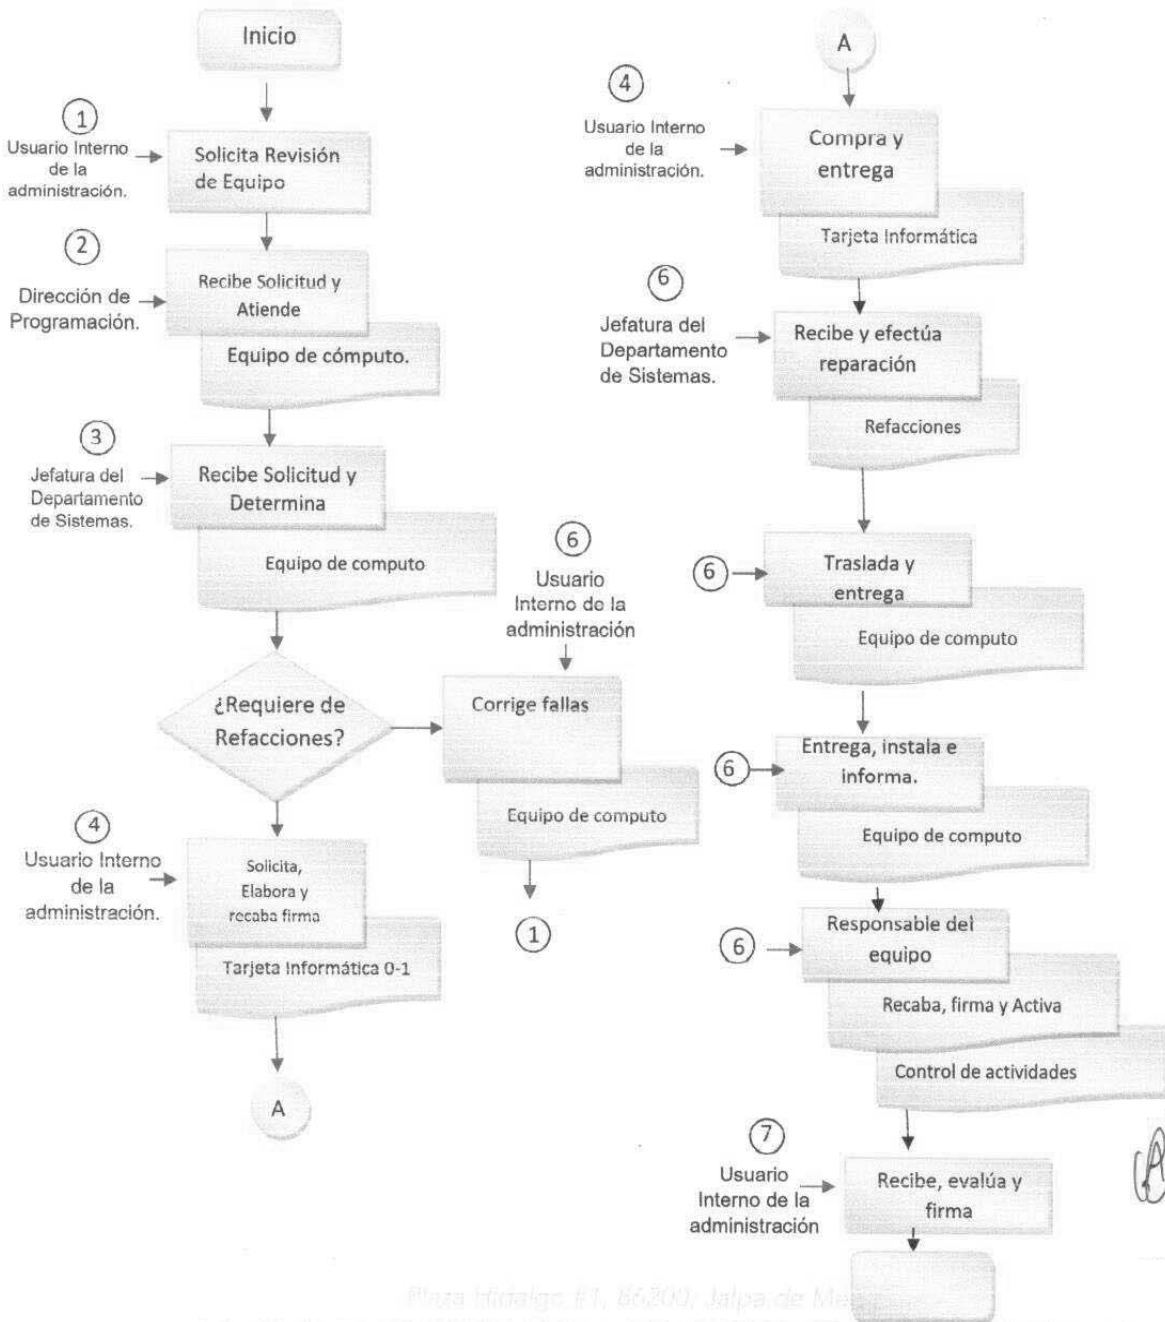 Inicio
1
Usuario Interno
de la
administración.
Solicita Revisión
de Equipo
2
Dirección de
Programación.
Recibe Solicitud y
Atiende
Equipo de cómputo.
3
Jefatura del
Departamento
de Sistemas.
Recibe Solicitud y
Determina
Equipo de computo
¿Requiere de
Refacciones?
6
Usuario
Interno de la
administración
Corrige fallas
Equipo de computo
1
4
Usuario Interno
de la
administración.
Solicita,
Elabora y
recaba firma
Tarjeta Informática 0-1
A
A
4
Usuario Interno
de la
administración.
Compra y
entrega
Tarjeta Informática
6
Jefatura del
Departamento
de Sistemas.
Recibe y efectúa
reparación
Refacciones
6
Traslada y
entrega
Equipo de computo
6
Entrega, instala e
informa.
Equipo de computo
6
Responsable del
equipo
Recaba, firma y Activa
Control de actividades
7
Usuario
Interno de la
administración
Recibe, evalúa y
firma
Plaza Hidalgo #1, 86200, Jalpa de